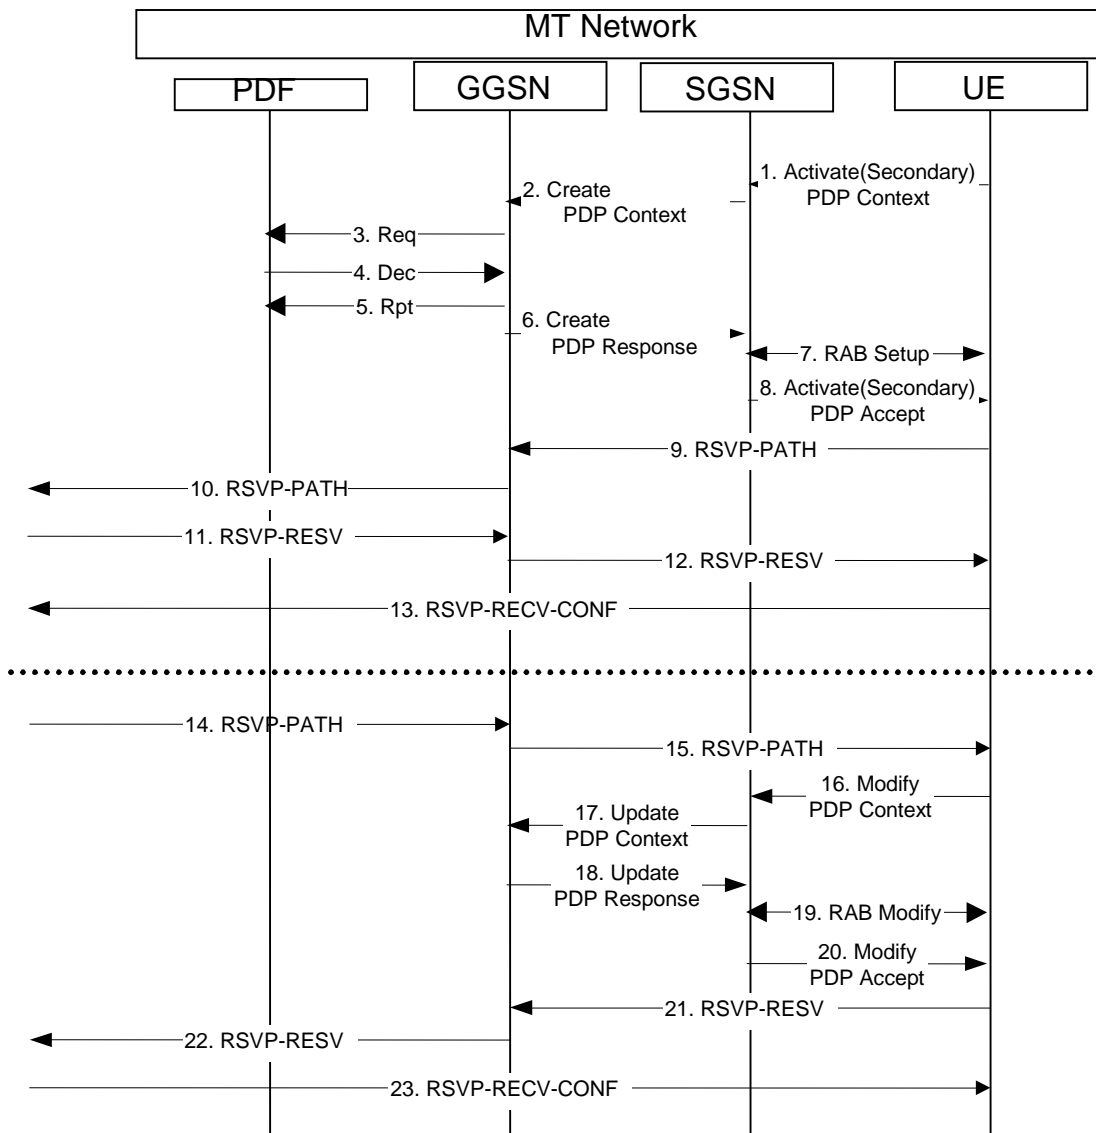 MT Network
PDF
GGSN
SGSN
UE
1. Activate(Secondary)
PDP Context
2. Create
PDP Context
3. Req
4. Dec
5. Rpt
6. Create
PDP Response
7. RAB Setup
8. Activate(Secondary)
PDP Accept
9. RSVP-PATH
10. RSVP-PATH
11. RSVP-RESV
12. RSVP-RESV
13. RSVP-RECV-CONF
14. RSVP-PATH
15. RSVP-PATH
16. Modify
PDP Context
17. Update
PDP Context
18. Update
PDP Response
19. RAB Modify
20. Modify
PDP Accept
21. RSVP-RESV
22. RSVP-RESV
23. RSVP-RECV-CONF